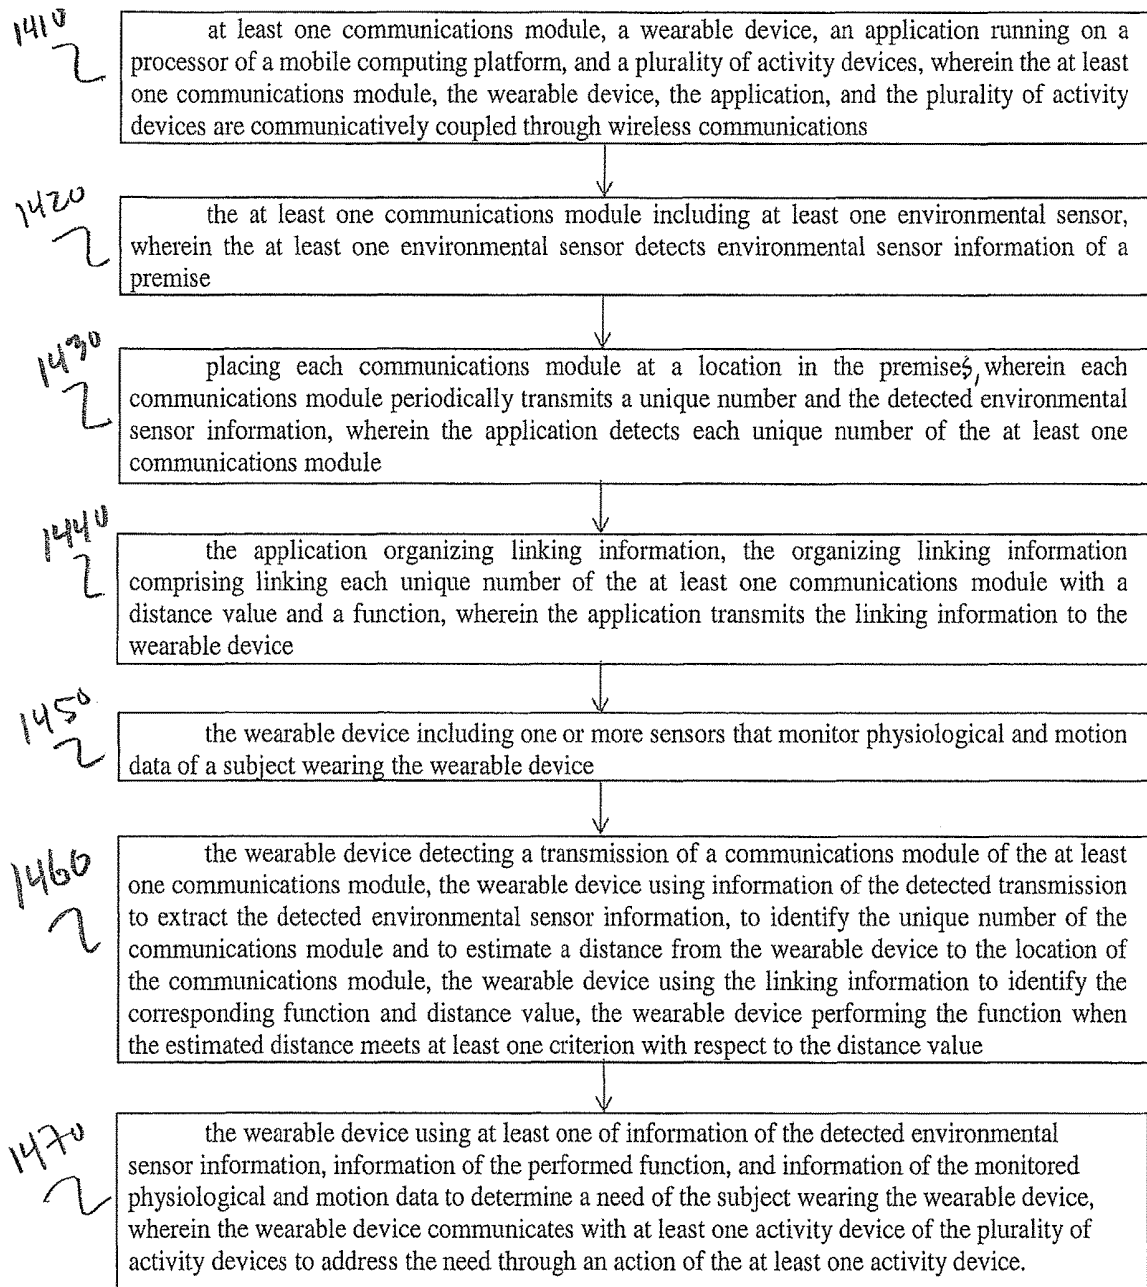 1410
at least one communications module, a wearable device, an application running on a
processor of a mobile computing platform, and a plurality of activity devices, wherein the at least
one communications module, the wearable device, the application, and the plurality of activity
devices are communicatively coupled through wireless communications
1420
the at least one communications module including at least one environmental sensor,
wherein the at least one environmental sensor detects environmental sensor information of a
premise
1430
placing each communications module at a location in the premises, wherein each
communications module periodically transmits a unique number and the detected environmental
sensor information, wherein the application detects each unique number of the at least one
communications module
1440
the application organizing linking information, the organizing linking information
comprising linking each unique number of the at least one communications module with a
distance value and a function, wherein the application transmits the linking information to the
wearable device
1450
the wearable device including one or more sensors that monitor physiological and motion
data of a subject wearing the wearable device
1460
the wearable device detecting a transmission of a communications module of the at least
one communications module, the wearable device using information of the detected transmission
to extract the detected environmental sensor information, to identify the unique number of the
communications module and to estimate a distance from the wearable device to the location of
the communications module, the wearable device using the linking information to identify the
corresponding function and distance value, the wearable device performing the function when
the estimated distance meets at least one criterion with respect to the distance value
1470
the wearable device using at least one of information of the detected environmental
sensor information, information of the performed function, and information of the monitored
physiological and motion data to determine a need of the subject wearing the wearable device,
wherein the wearable device communicates with at least one activity device of the plurality of
activity devices to address the need through an action of the at least one activity device.